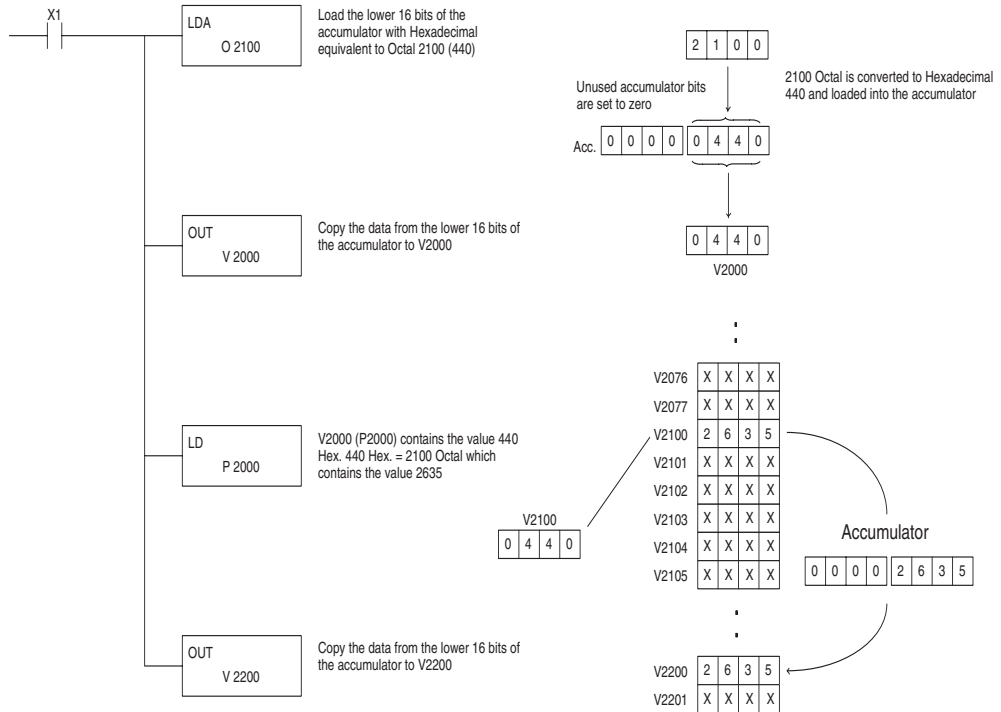 X1
LDA
O 2100
Load the lower 16 bits of the
accumulator with Hexadecimal
equivalent to Octal 2100 (440)
2 1 0 0
Unused accumulator bits
are set to zero
2100 Octal is converted to Hexadecimal
440 and loaded into the accumulator
Acc. 0 0 0 0 0 4 4 0
OUT
V 2000
Copy the data from the lower 16 bits of
the accumulator to V2000
0 4 4 0
V2000
V2076 X X X X
V2077 X X X X
V2100 2 6 3 5
V2101 X X X X
V2102 X X X X
V2103 X X X X
V2104 X X X X
V2105 X X X X
LD
P 2000
V2000 (P2000) contains the value 440
Hex. 440 Hex. = 2100 Octal which
contains the value 2635
V2100
0 4 4 0
Accumulator
0 0 0 0 2 6 3 5
OUT
V 2200
Copy the data from the lower 16 bits of
the accumulator to V2200
V2200 2 6 3 5
V2201 X X X X